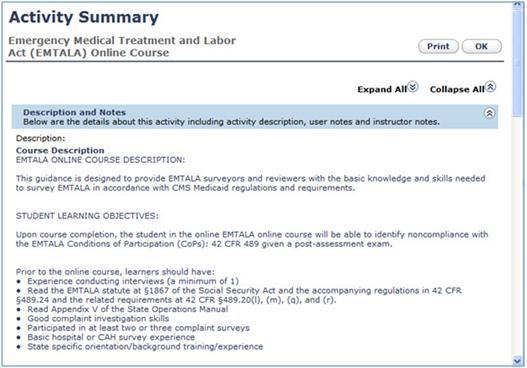 Activity Summary
Emergency Medical Treatment and Labor
Act (EMTALA) Online Course
Print OK
Expand All Collapse All
Description and Notes
Below are the details about this activity including activity description, user notes and instructor notes.
Description:
Course Description
EMTALA ONLINE COURSE DESCRIPTION:
This guidance is designed to provide EMTALA surveyors and reviewers with the basic knowledge and skills needed
to survey EMTALA in accordance with CMS Medicaid regulations and requirements.
STUDENT LEARNING OBJECTIVES:
Upon course completion, the student in the online EMTALA online course will be able to identify noncompliance with
the EMTALA Conditions of Participation (CoPs): 42 CFR 489 given a post-assessment exam.
Prior to the online course, learners should have:
• Experience conducting interviews (a minimum of 1)
• Read the EMTALA statute at §1867 of the Social Security Act and the accompanying regulations in 42 CFR
§489.24 and the related requirements at 42 CFR §489.20(l), (m), (q), and (r).
• Read Appendix V of the State Operations Manual
• Good complaint investigation skills
• Participated in at least two or three complaint surveys
• Basic hospital or CAH survey experience
• State specific orientation/background training/experience